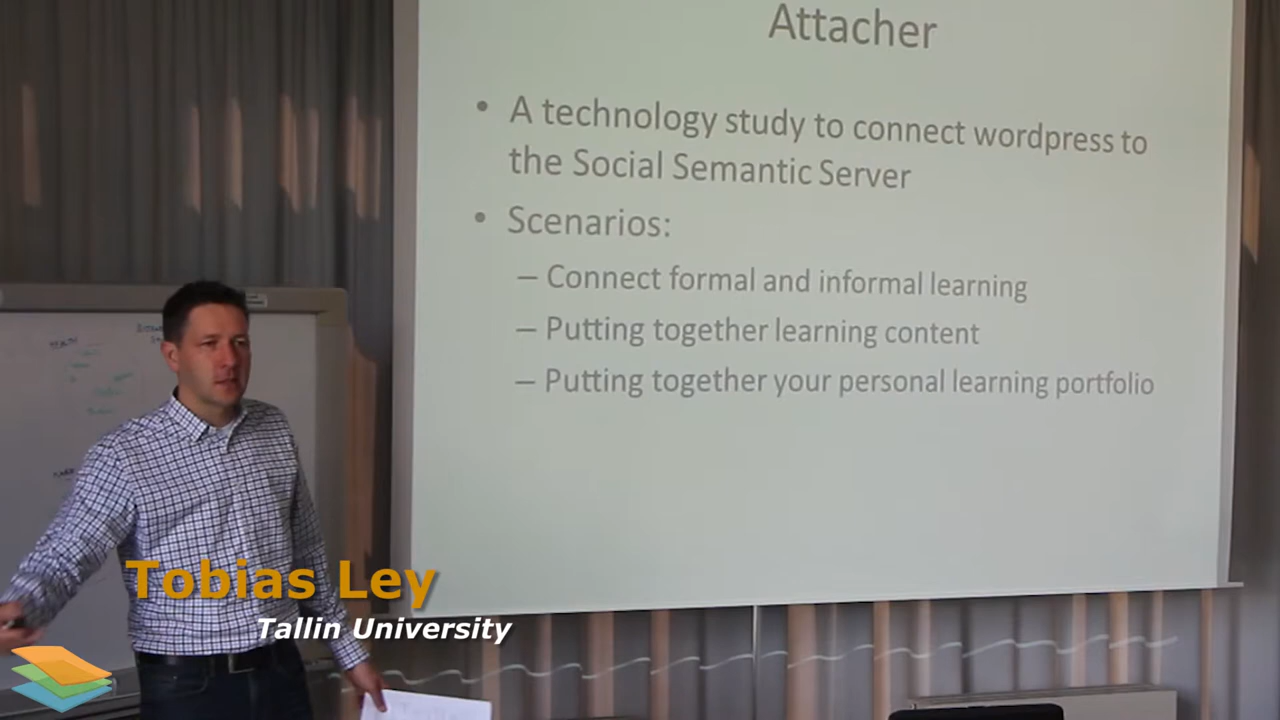 Attacher
• A technology study to connect wordpress to
the Social Semantic Server
• Scenarios:
– Connect formal and informal learning
– Putting together learning content
– Putting together your personal learning portfolio
Tobias Ley
Tallin University